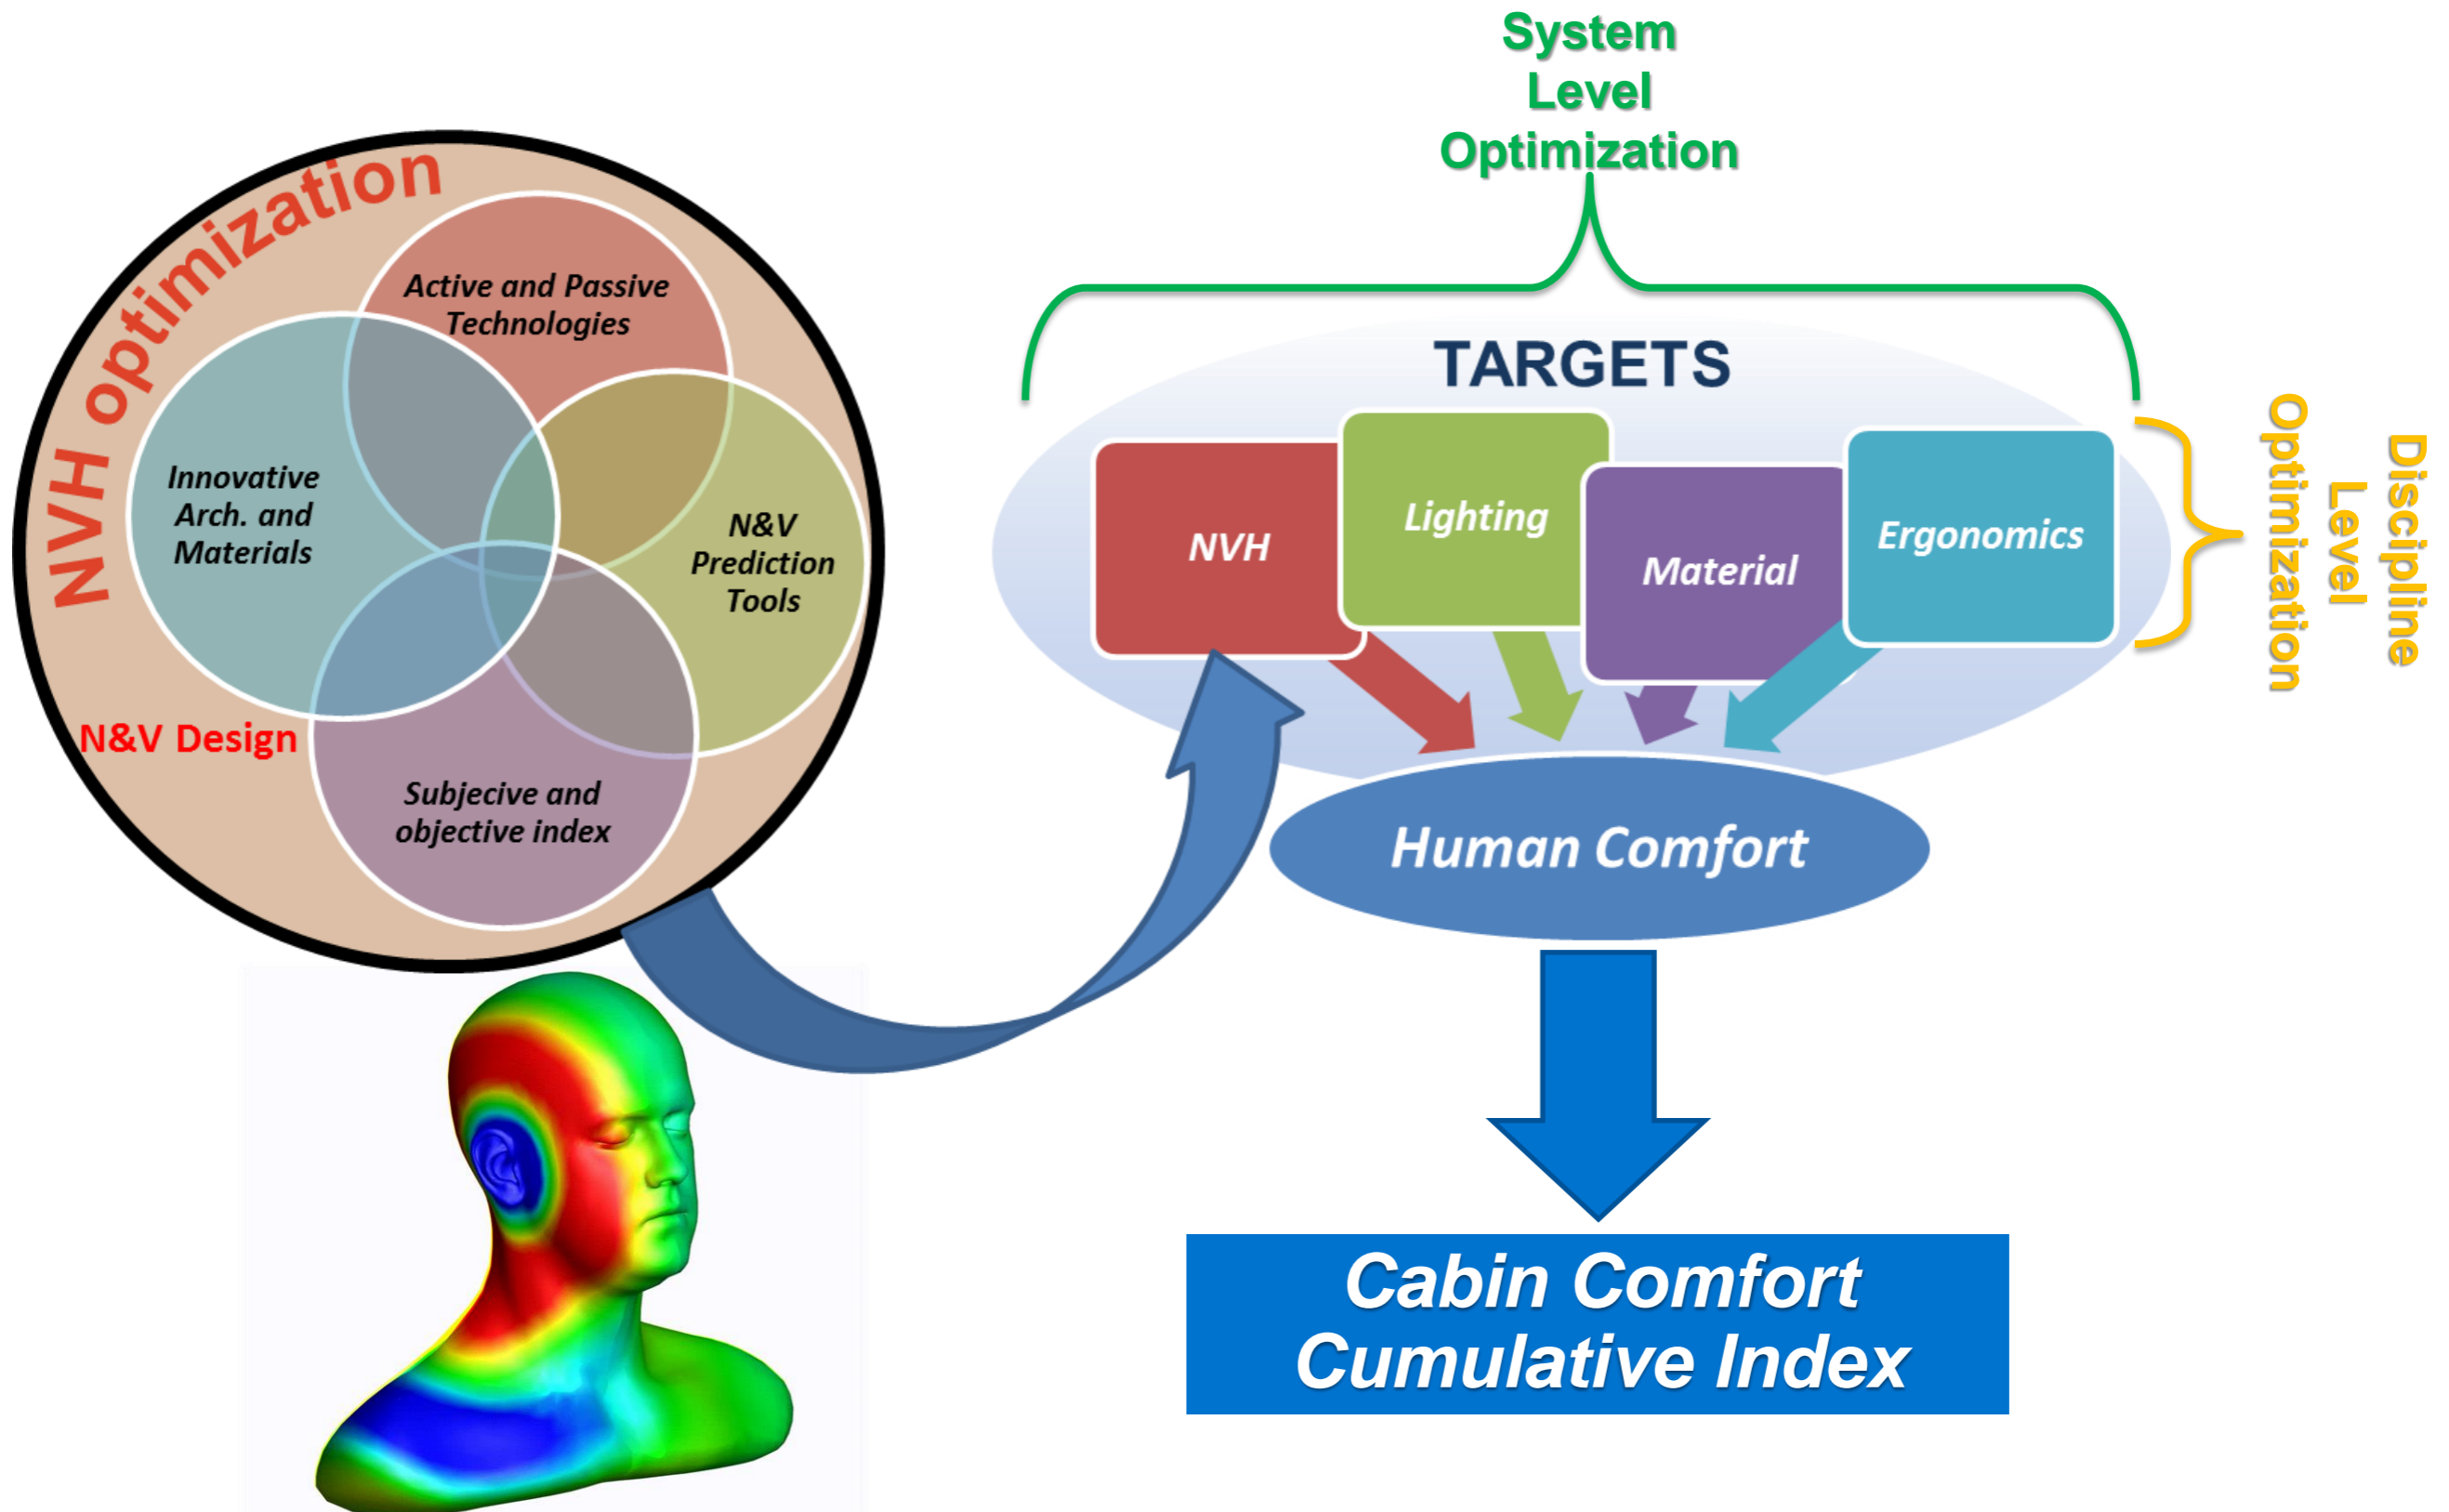 NVH optimization
Active and Passive
Technologies
Innovative
Arch. and
Materials
N&V
Prediction
Tools
N&V Design
Subjecive and
objective index
System
Level
Optimization
TARGETS
NVH
Lighting
Material
Ergonomics
Discipline
Level
Optimization
Human Comfort
Cabin Comfort
Cumulative Index